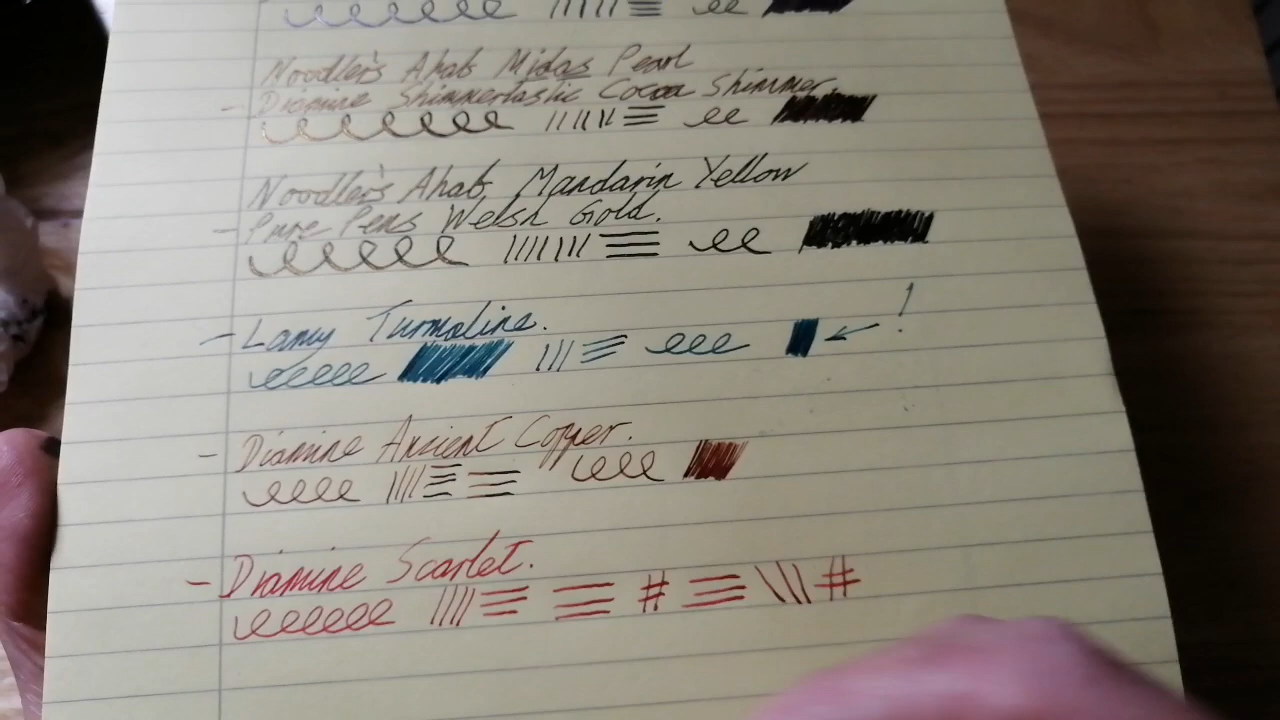 Noodler's Ahab Midas Pearl
- Diamine Shimmertastic Cocoa Shimmer.
Noodler's Ahab Mandarin Yellow
- Pure Pens Welsh Gold.
- Lamy Turmaline.
!
- Diamine Ancient Copper.
- Diamine Scarlet.
# #